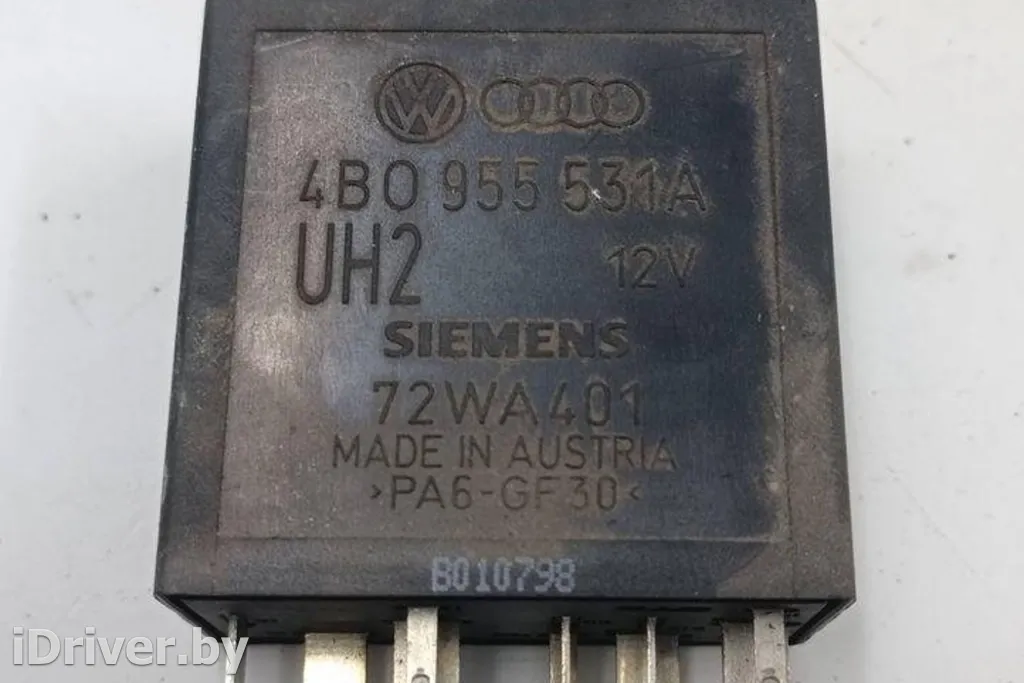 4B0 955 531A
UH2 12V
SIEMENS
72WA401
MADE IN AUSTRIA
>PA6-GF30<
B010798
iDriver.by